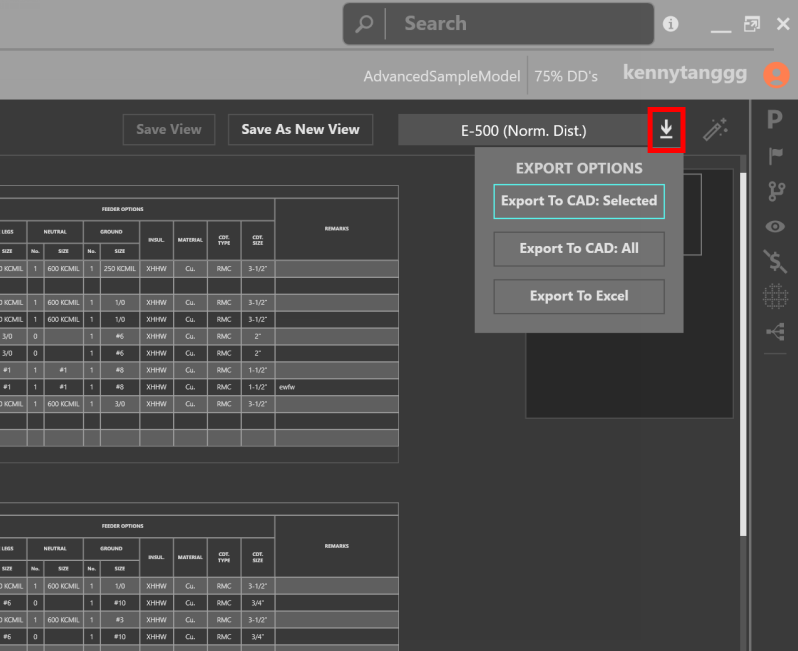 Search
AdvancedSampleModel 75% DD's kennytanggg
Save View Save As New View E-500 (Norm. Dist.)
P
EXPORT OPTIONS
Export To CAD: Selected
Export To CAD: All
Export To Excel
FEEDER OPTIONS
LEGS NEUTRAL GROUND INSUL. MATERIAL CDT. TYPE CDT. SIZE REMARKS
SIZE No. SIZE No. SIZE
0 KCMIL 1 600 KCMIL 1 250 KCMIL XHHW Cu. RMC 3-1/2"
0 KCMIL 1 600 KCMIL 1 1/0 XHHW Cu. RMC 3-1/2"
0 KCMIL 1 600 KCMIL 1 1/0 XHHW Cu. RMC 3-1/2"
3/0 0 1 #6 XHHW Cu. RMC 2"
3/0 0 1 #6 XHHW Cu. RMC 2"
#1 1 #1 1 #8 XHHW Cu. RMC 1-1/2"
#1 1 #1 1 #8 XHHW Cu. RMC 1-1/2" ewfw
0 KCMIL 1 600 KCMIL 1 3/0 XHHW Cu. RMC 3-1/2"
FEEDER OPTIONS
LEGS NEUTRAL GROUND INSUL. MATERIAL CDT. TYPE CDT. SIZE REMARKS
SIZE No. SIZE No. SIZE
0 KCMIL 1 600 KCMIL 1 1/0 XHHW Cu. RMC 3-1/2"
#6 0 1 #10 XHHW Cu. RMC 3/4"
0 KCMIL 1 600 KCMIL 1 #3 XHHW Cu. RMC 3-1/2"
#6 0 1 #10 XHHW Cu. RMC 3/4"